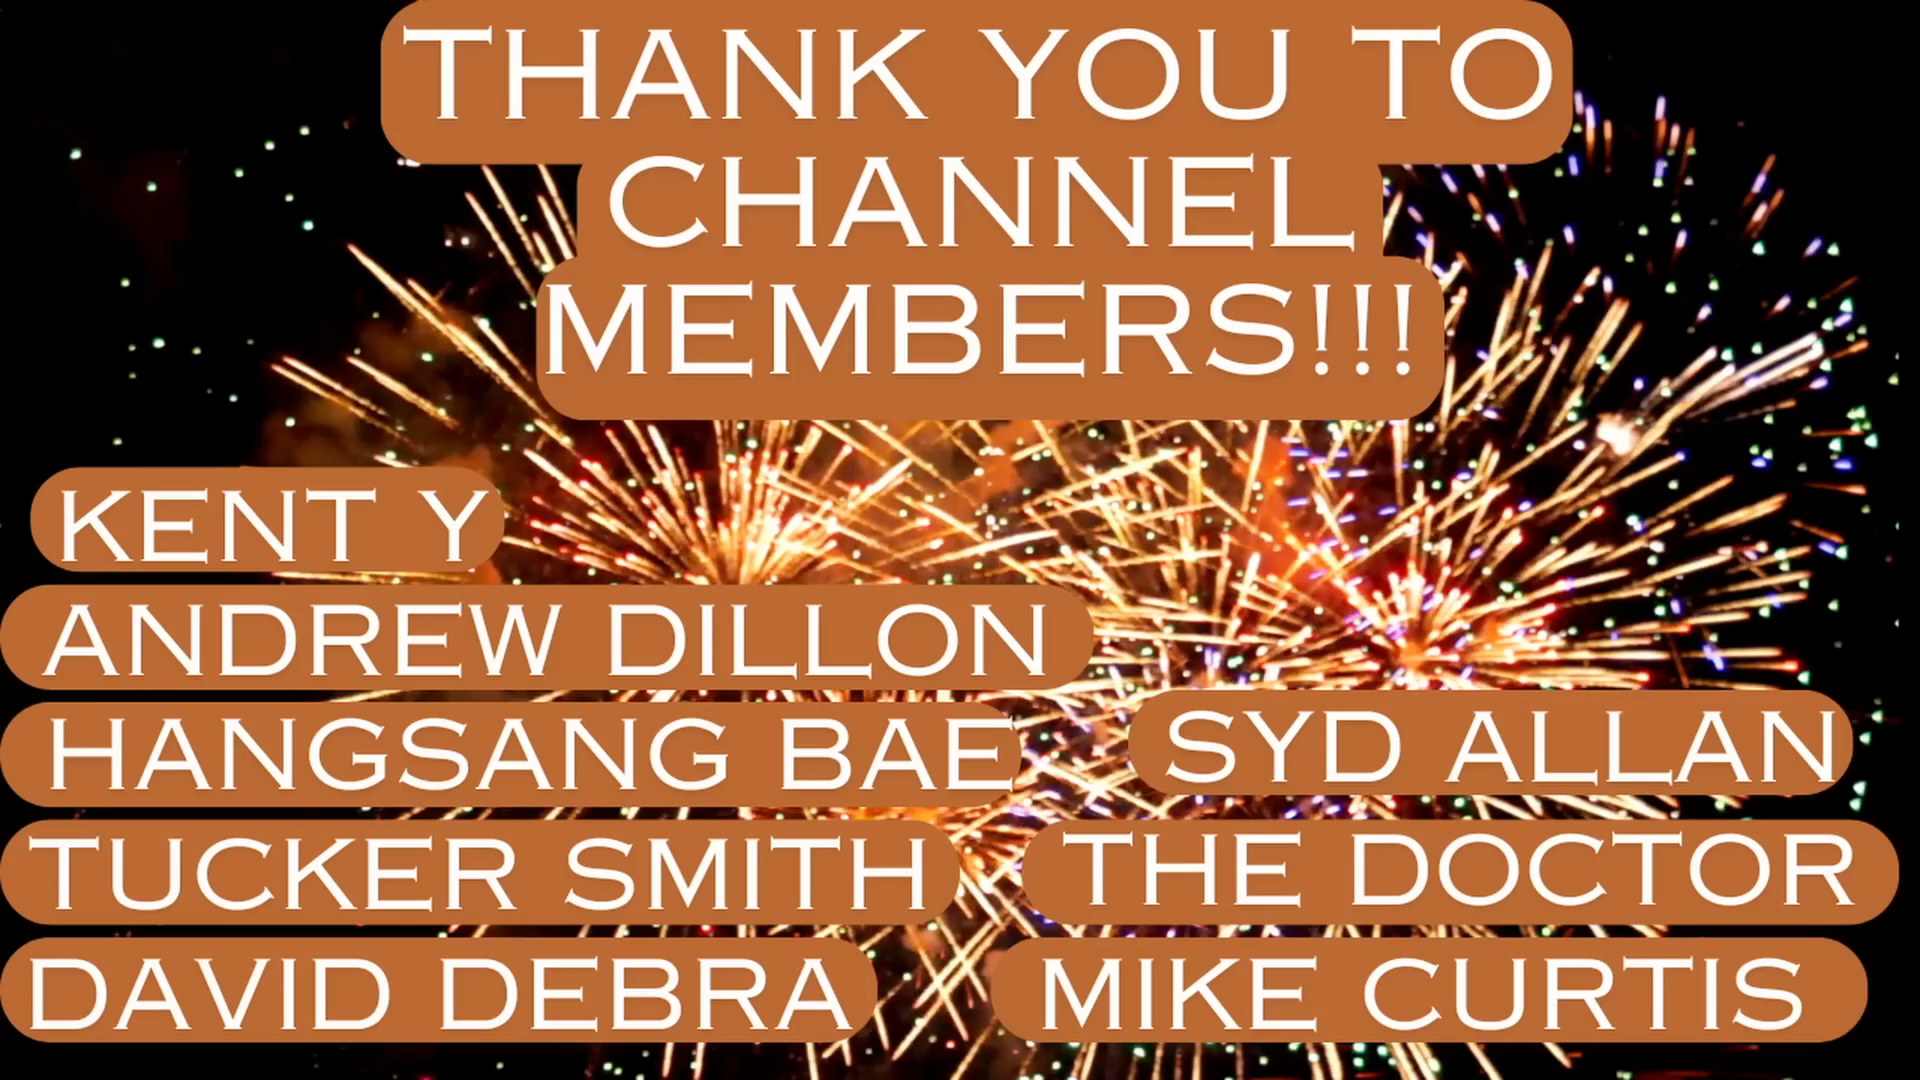 THANK YOU TO
CHANNEL
MEMBERS!!!
KENT Y
ANDREW DILLON
HANGSANG BAE
TUCKER SMITH
DAVID DEBRA
SYD ALLAN
THE DOCTOR
MIKE CURTIS